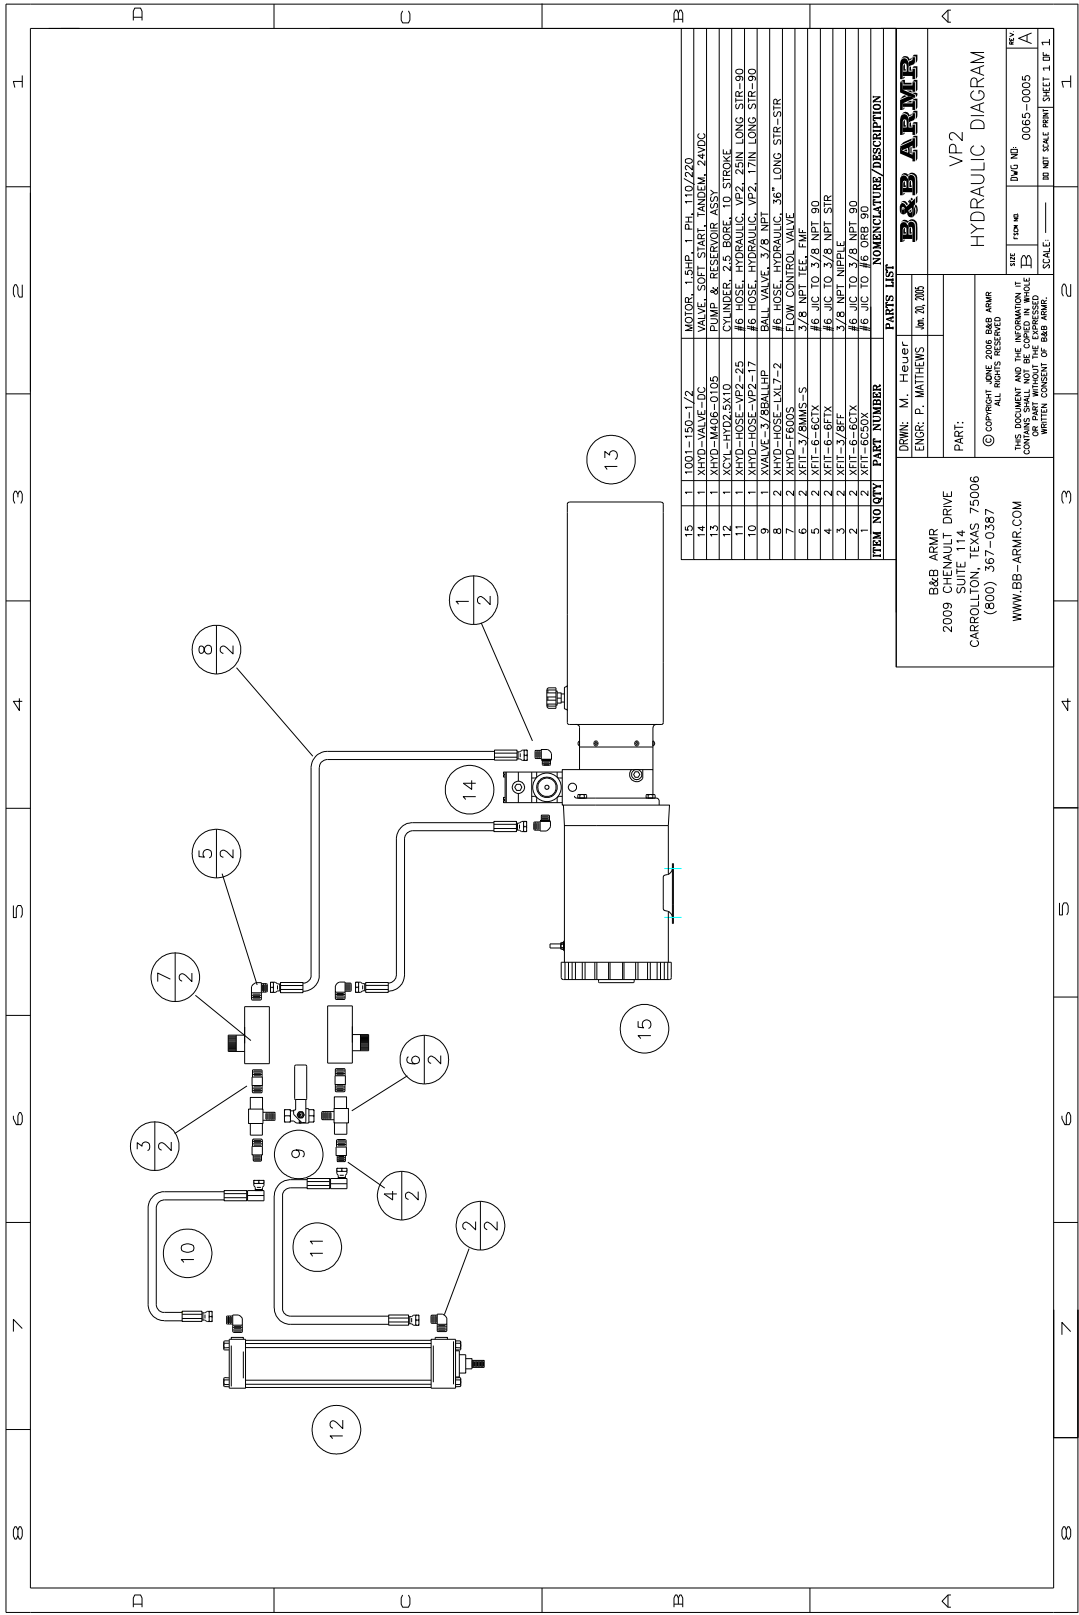 8 7 6 5 4 3 2 1
D
C
B
A
D
C
B
A
12
10
11
2
2
3
2
9
4
2
7
2
6
2
5
2
8
2
14
1
2
15
13
15 1 1001-150-1/2 MOTOR, 1.5HP, 1 PH, 110/220
14 1 XHYD-VALVE-DC VALVE, SOFT START, TANDEM, 24VDC
13 1 XHYD-M406-0105 PUMP & RESERVOIR ASSY
12 1 XCYL-HYD2.5X10 CYLINDER, 2.5 BORE, 10 STROKE
11 1 XHYD-HOSE-VP2-25 #6 HOSE, HYDRAULIC, VP2, 25IN LONG STR-90
10 1 XHYD-HOSE-VP2-17 #6 HOSE, HYDRAULIC, VP2, 17IN LONG STR-90
9 1 XVALVE-3/8BALLHP BALL VALVE, 3/8 NPT
8 2 XHYD-HOSE-LXL7-2 #6 HOSE, HYDRAULIC, 36" LONG STR-STR
7 2 XHYD-F600S FLOW CONTROL VALVE
6 2 XFIT-3/8MMS-S 3/8 NPT TEE, FMF
5 2 XFIT-6-6CTX #6 JIC TO 3/8 NPT 90
4 2 XFIT-6-6FTX #6 JIC TO 3/8 NPT STR
3 2 XFIT-3/8FF 3/8 NPT NIPPLE
2 2 XFIT-6-6CTX #6 JIC TO 3/8 NPT 90
1 2 XFIT-6C50X #6 JIC TO #6 ORB 90
ITEM NO QTY PART NUMBER NOMENCLATURE/DESCRIPTION
PARTS LIST
B&B ARMR
2009 CHENAULT DRIVE
SUITE 114
CARROLLTON, TEXAS 75006
(800) 367-0387
WWW.BB-ARMR.COM
DRWN: M. Heuer
ENGR: P. MATTHEWS Jan. 20, 2005
PART:
© COPYRIGHT JUNE 2006 B&B ARMR
ALL RIGHTS RESERVED
THIS DOCUMENT AND THE INFORMATION IT
CONTAINS SHALL NOT BE COPIED IN WHOLE
OR PART WITHOUT THE EXPRESSED
WRITTEN CONSENT OF B&B ARMR.
B&B ARMR
VP2
HYDRAULIC DIAGRAM
SIZE
B
FSCM NO.
DWG NO:
0065-0005
REV.
A
SCALE:
DO NOT SCALE PRINT
SHEET 1 OF 1
8 7 6 5 4 3 2 1